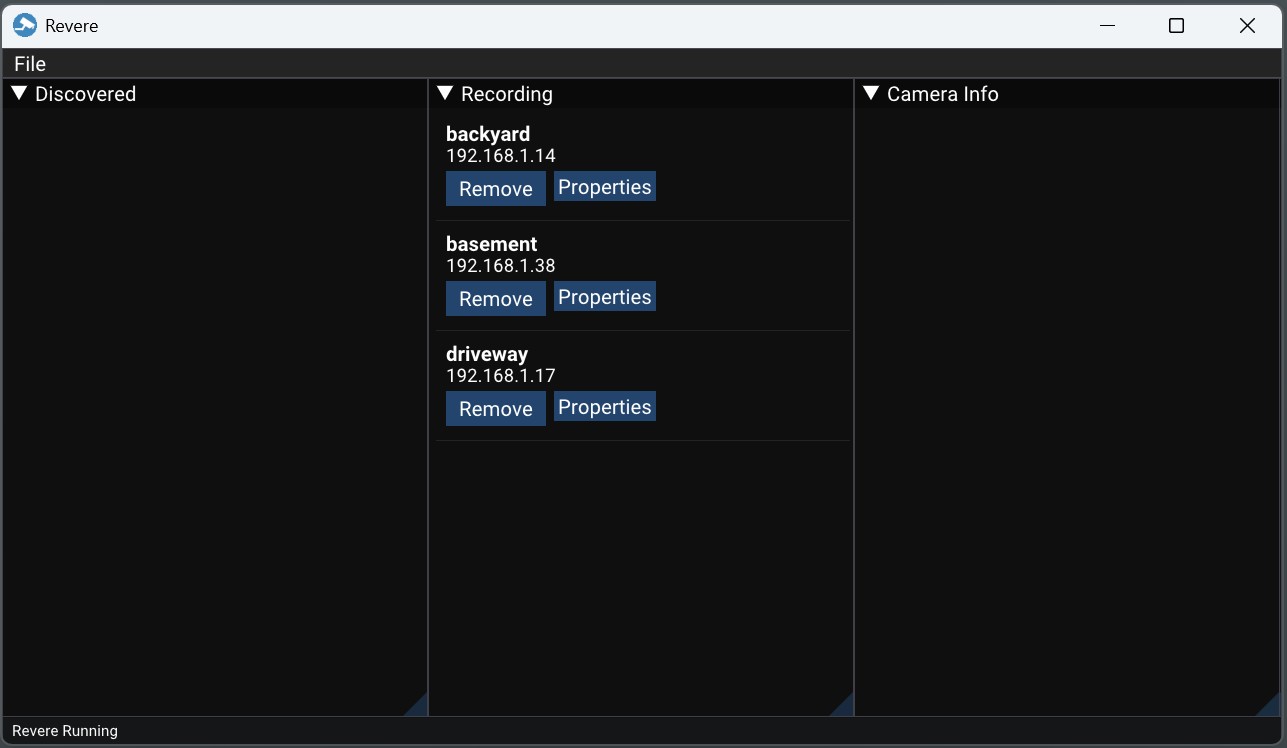 Revere
File
Discovered
Recording
Camera Info
backyard
192.168.1.14
Remove Properties
basement
192.168.1.38
Remove Properties
driveway
192.168.1.17
Remove Properties
Revere Running